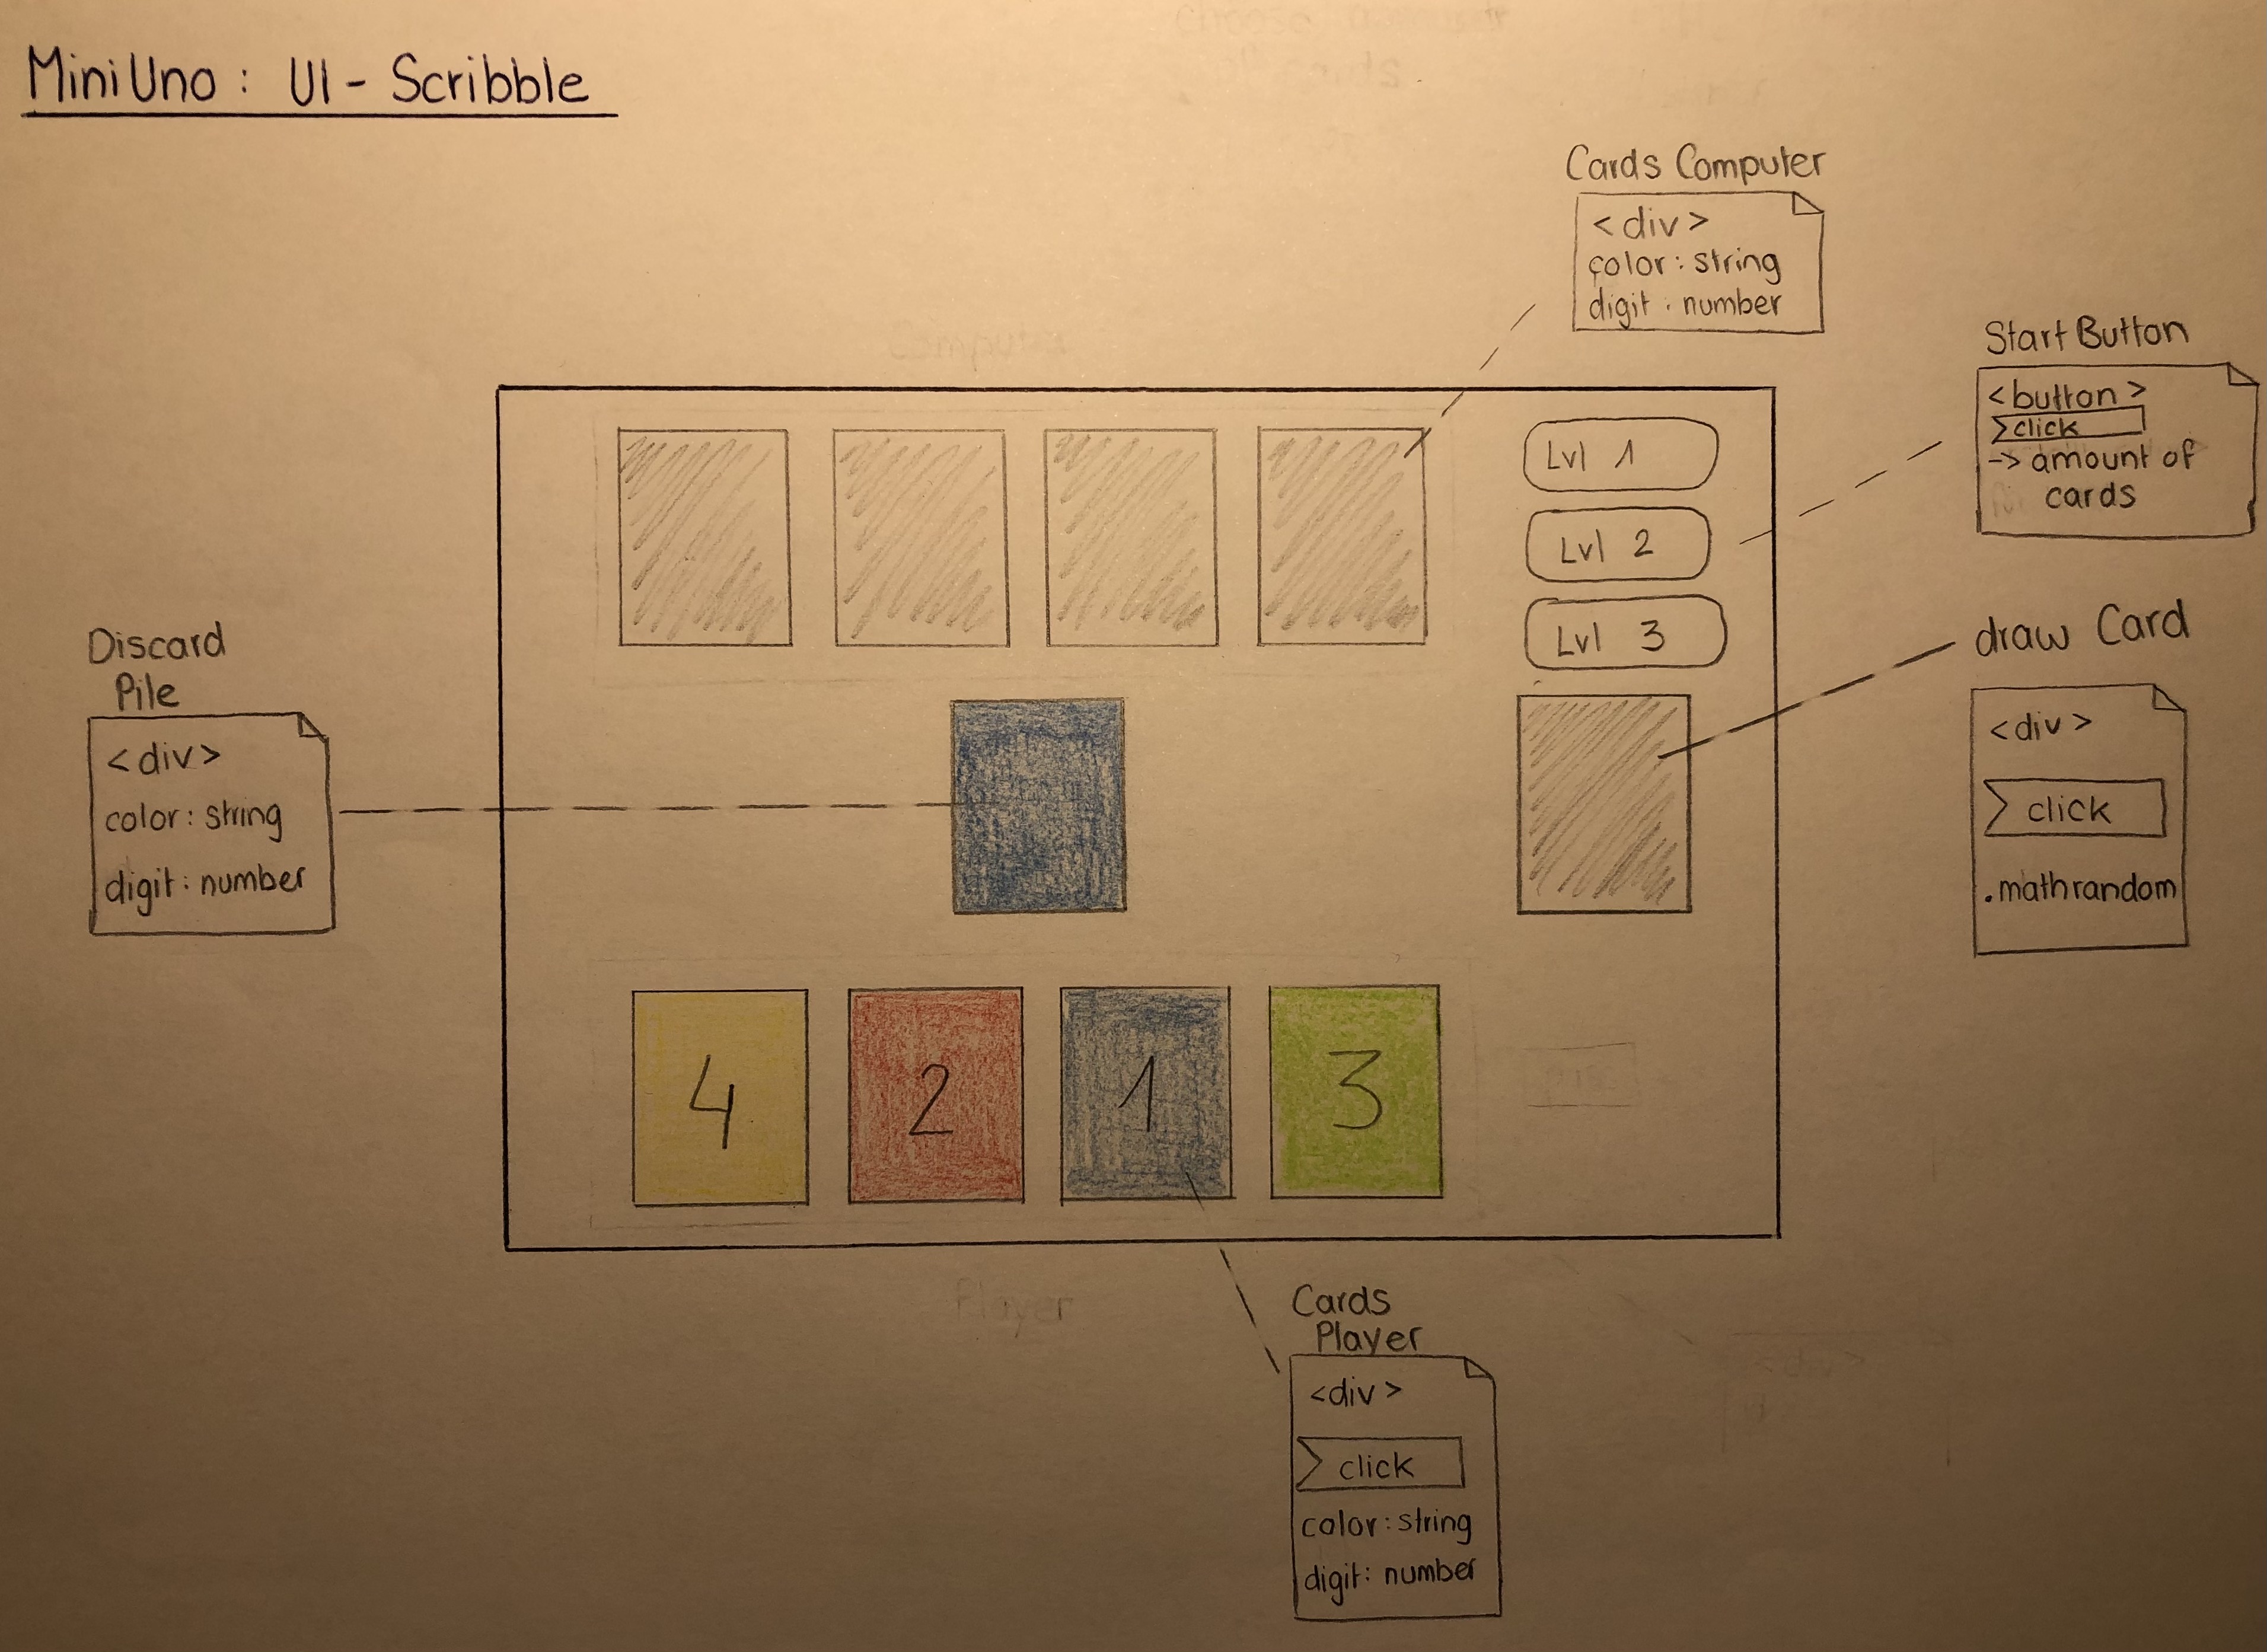 MiniUno : UI - Scribble
Cards Computer
<div>
color : string
digit : number
Start Button
<button>
click
-> amount of
cards
Lvl 1
Lvl 2
Lvl 3
draw Card
<div>
click
.mathrandom
Discard
Pile
<div>
color : string
digit : number
4
2
1
3
Computer
Player
Cards
Player
<div>
click
color : string
digit : number